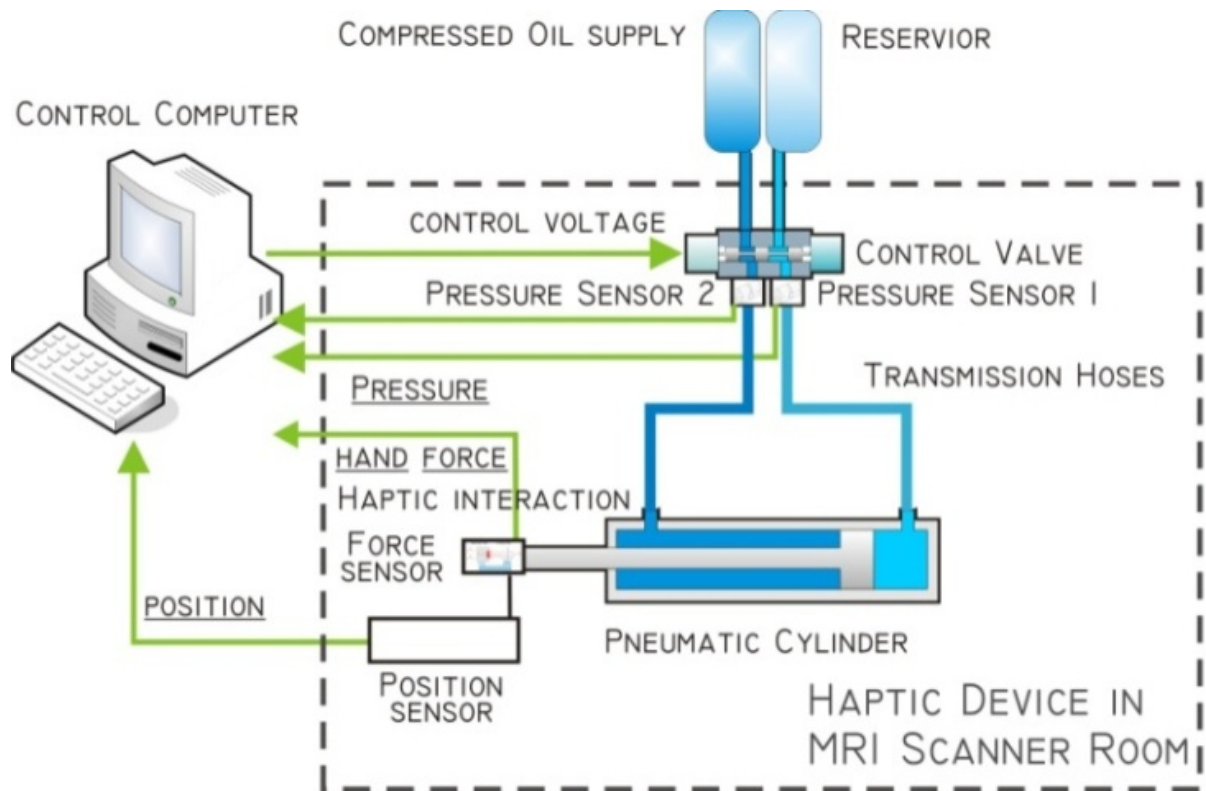 COMPRESSED OIL SUPPLY
RESERVIOR
CONTROL COMPUTER
CONTROL VOLTAGE
CONTROL VALVE
PRESSURE SENSOR 2
PRESSURE SENSOR 1
PRESSURE
TRANSMISSION HOSES
HAND FORCE
HAPTIC INTERACTION
FORCE
SENSOR
POSITION
PNEUMATIC CYLINDER
POSITION
SENSOR
HAPTIC DEVICE IN
MRI SCANNER ROOM